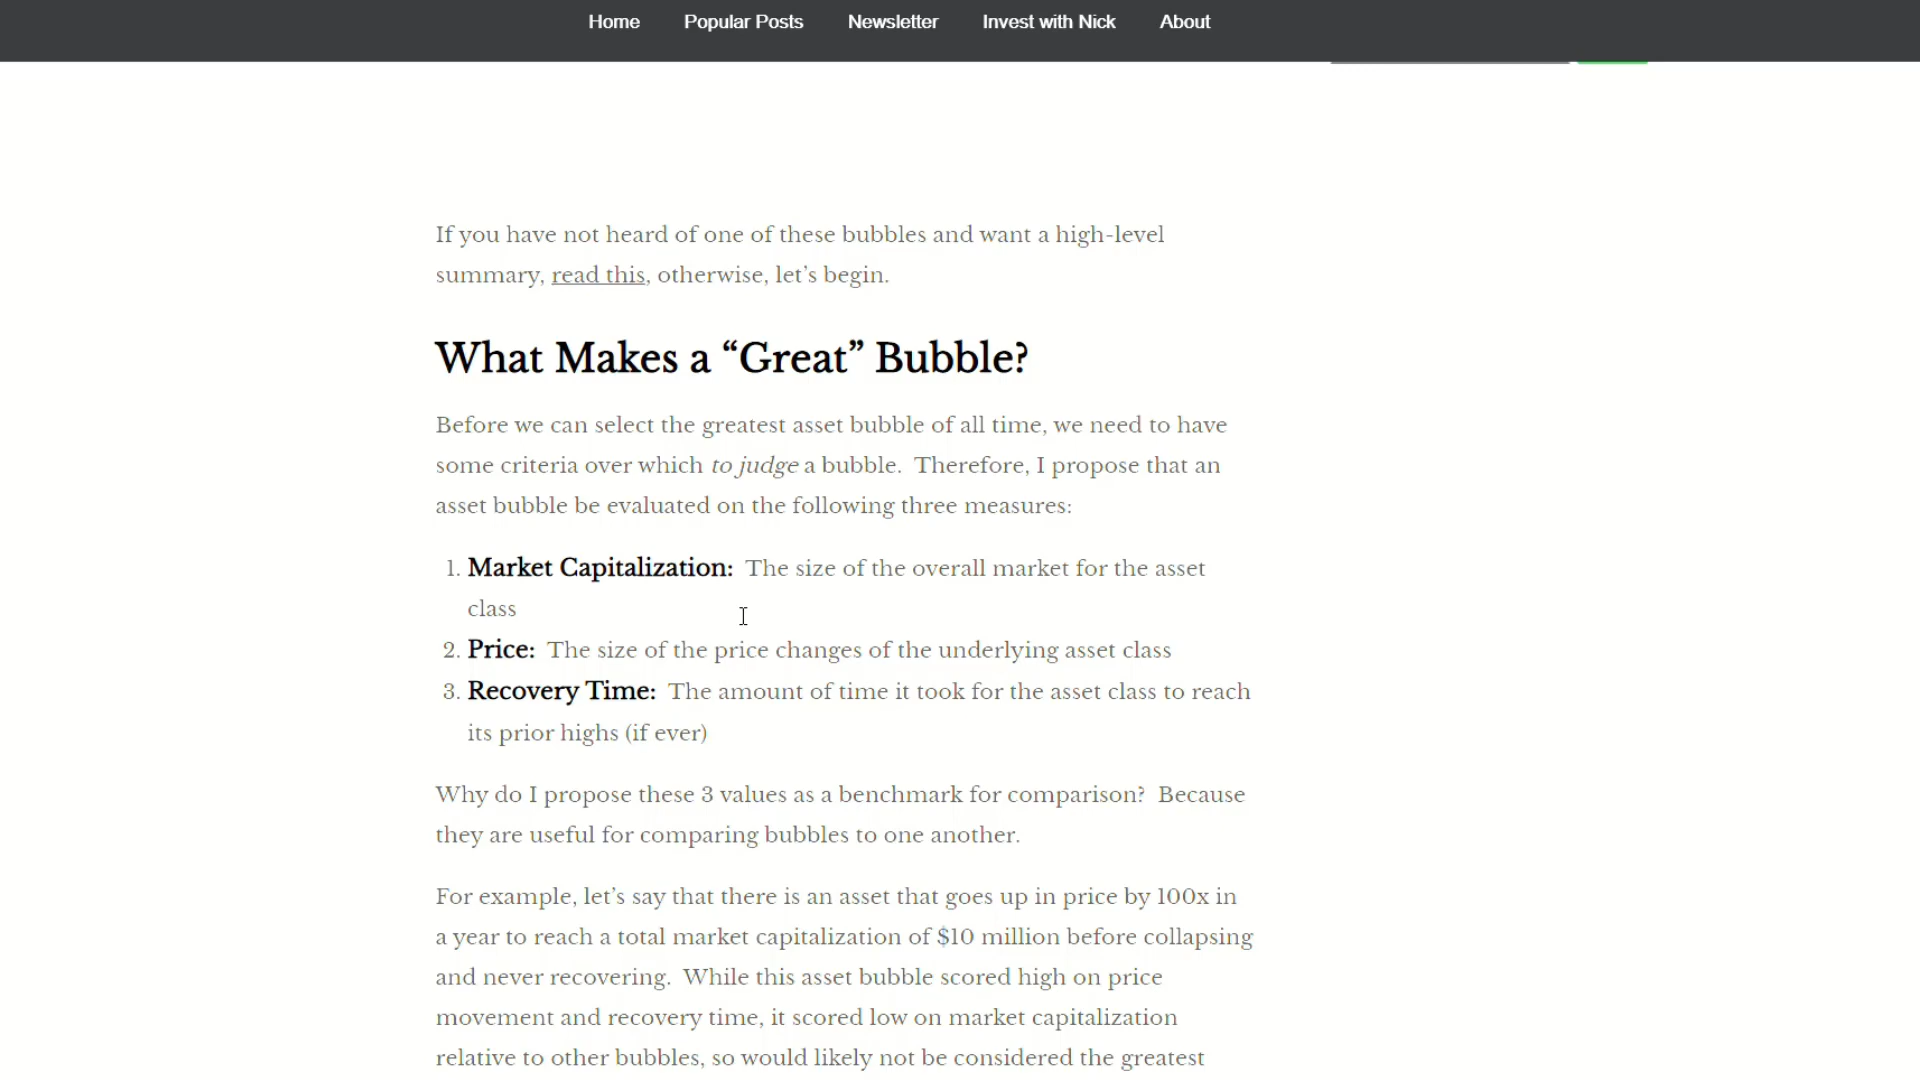 Home Popular Posts Newsletter Invest with Nick About
If you have not heard of one of these bubbles and want a high-level
summary, read this, otherwise, let’s begin.
What Makes a “Great” Bubble?
Before we can select the greatest asset bubble of all time, we need to have
some criteria over which to judge a bubble. Therefore, I propose that an
asset bubble be evaluated on the following three measures:
1. Market Capitalization: The size of the overall market for the asset
class
2. Price: The size of the price changes of the underlying asset class
3. Recovery Time: The amount of time it took for the asset class to reach
its prior highs (if ever)
Why do I propose these 3 values as a benchmark for comparison? Because
they are useful for comparing bubbles to one another.
For example, let’s say that there is an asset that goes up in price by 100x in
a year to reach a total market capitalization of $10 million before collapsing
and never recovering. While this asset bubble scored high on price
movement and recovery time, it scored low on market capitalization
relative to other bubbles, so would likely not be considered the greatest